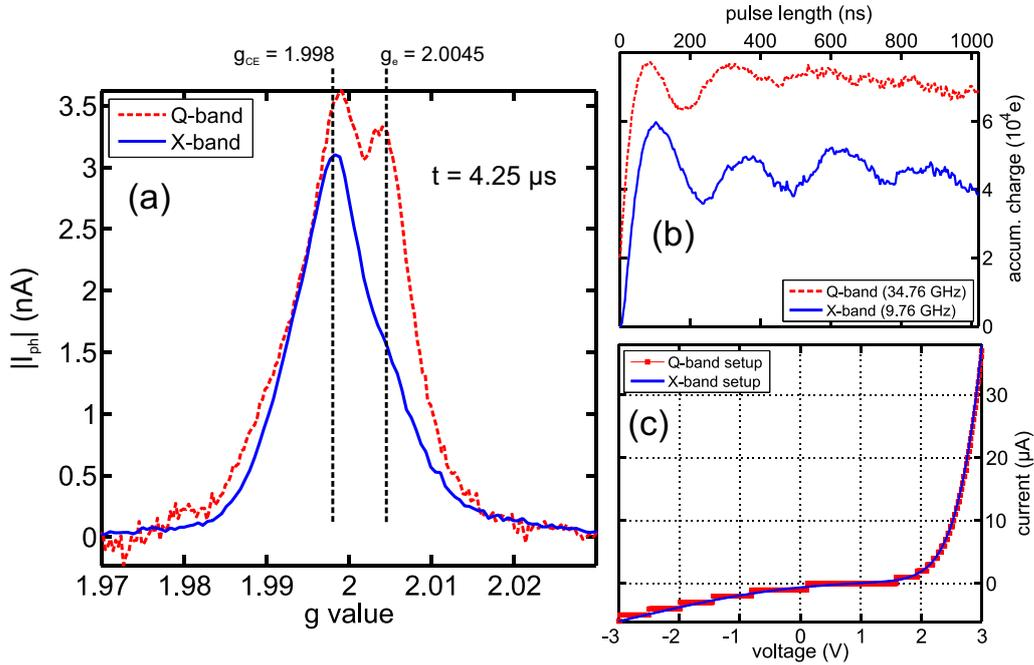 g_CE = 1.998
g_e = 2.0045
3.5
3
2.5
2
1.5
1
0.5
0
|I_ph| (nA)
Q-band
X-band
(a)
t = 4.25 µs
1.97
1.98
1.99
2
2.01
2.02
g value
pulse length (ns)
0
200
400
600
800
1000
6
4
2
0
accum. charge (10^4e)
(b)
Q-band (34.76 GHz)
X-band (9.76 GHz)
Q-band setup
X-band setup
(c)
30
20
10
0
current (µA)
-3
-2
-1
0
1
2
3
voltage (V)